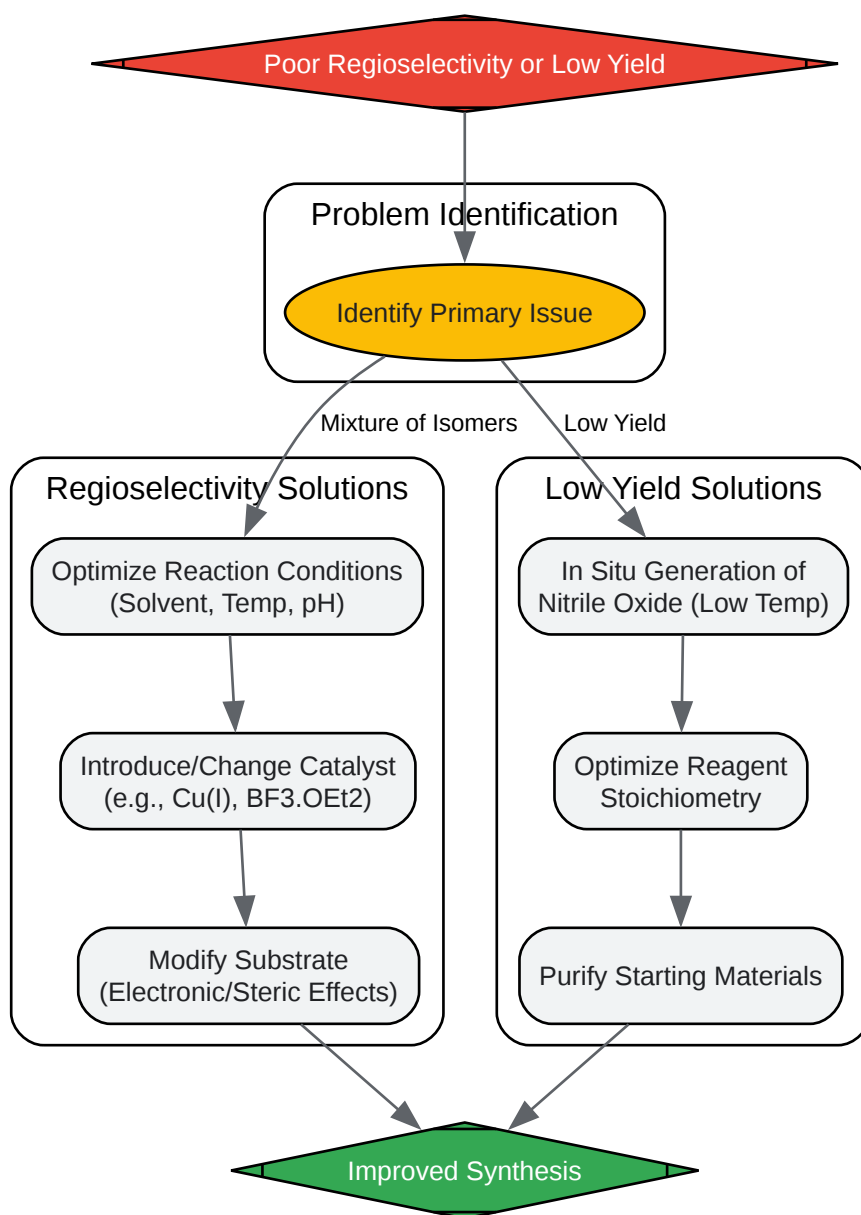 Poor Regioselectivity or Low Yield
Problem Identification
Identify Primary Issue
Mixture of Isomers
Low Yield
Regioselectivity Solutions
Optimize Reaction Conditions
(Solvent, Temp, pH)
Introduce/Change Catalyst
(e.g., Cu(I), BF3.OEt2)
Modify Substrate
(Electronic/Steric Effects)
Low Yield Solutions
In Situ Generation of
Nitrile Oxide (Low Temp)
Optimize Reagent
Stoichiometry
Purify Starting Materials
Improved Synthesis